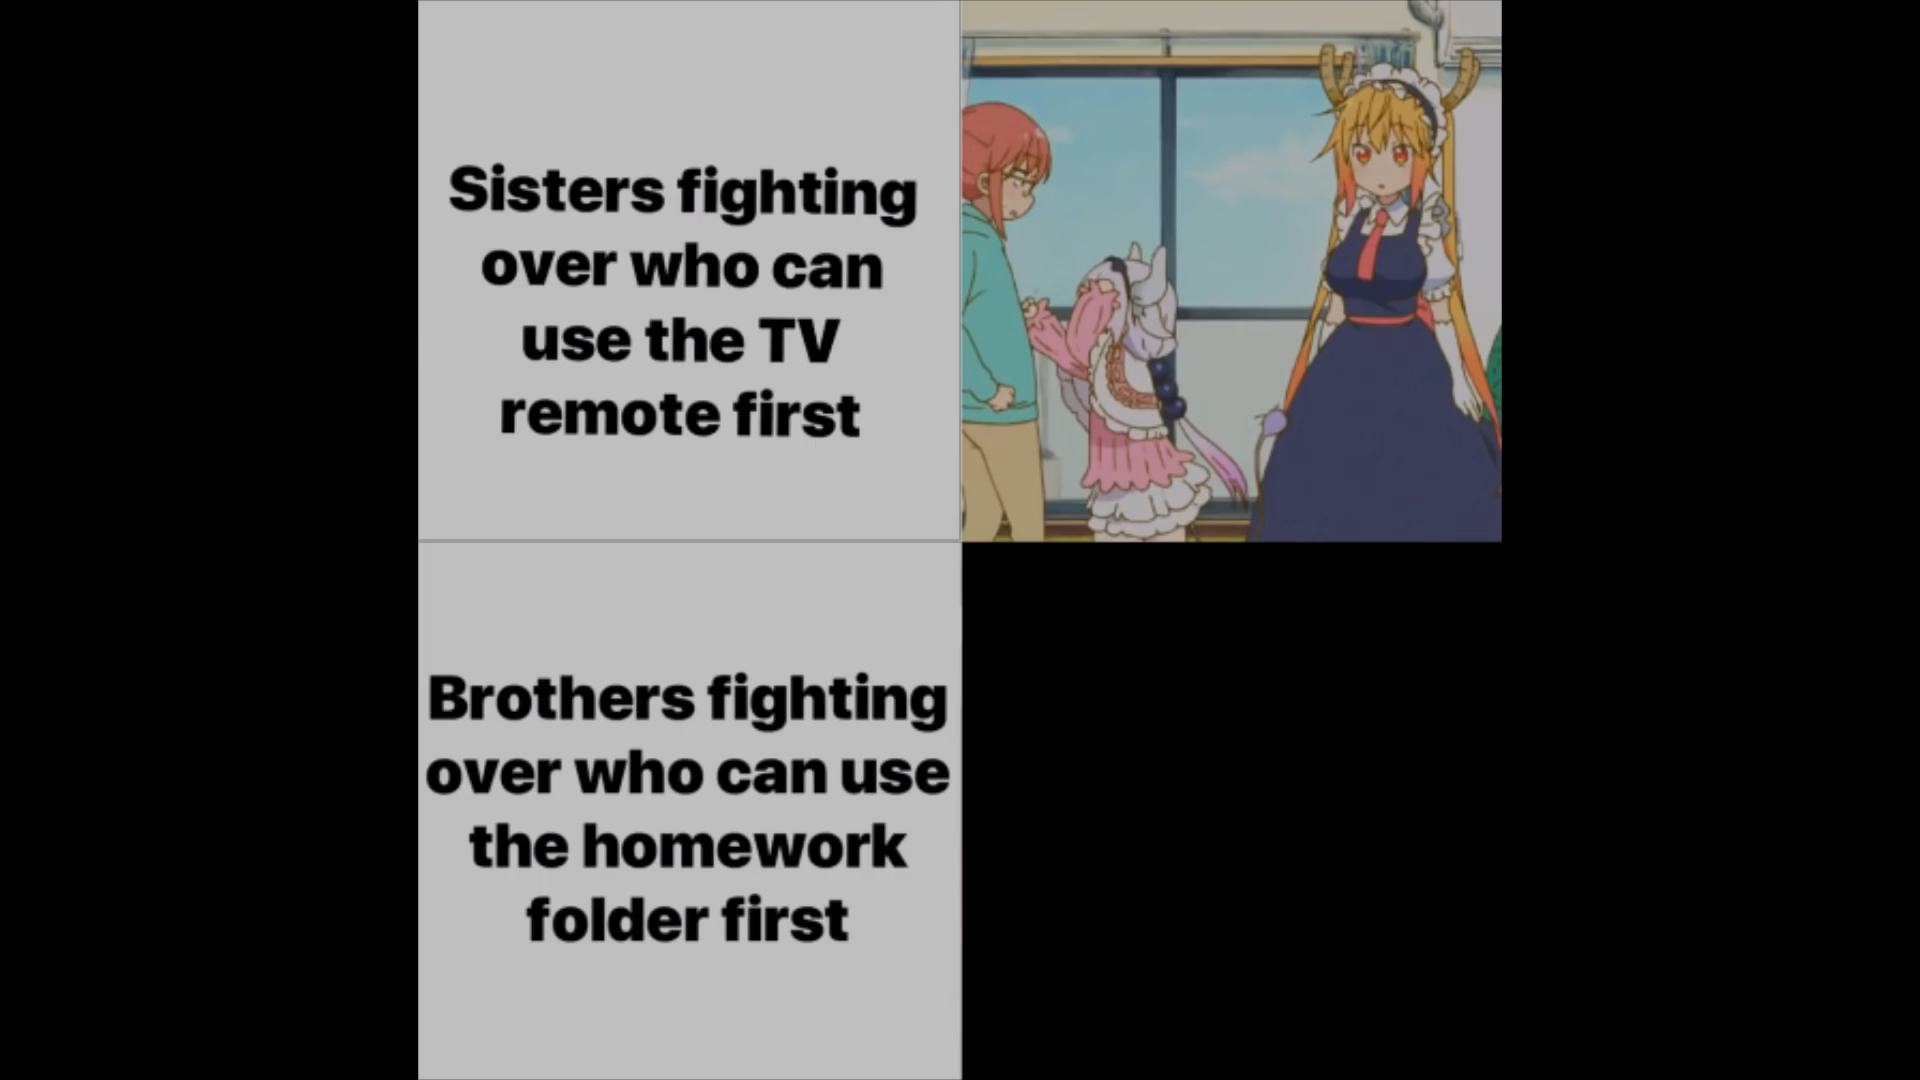 Sisters fighting
over who can
use the TV
remote first
Brothers fighting
over who can use
the homework
folder first